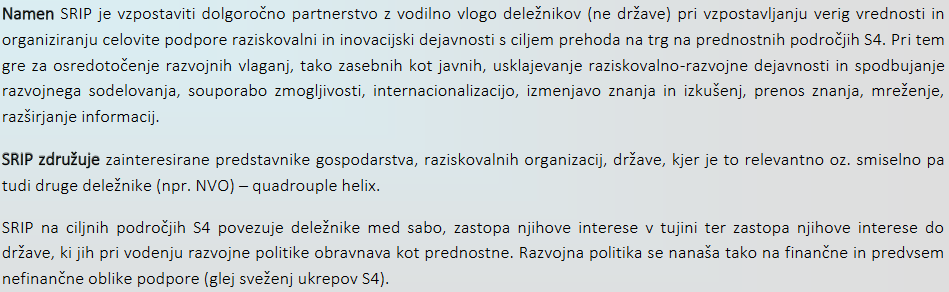 Namen SRIP je vzpostaviti dolgoročno partnerstvo z vodilno vlogo deležnikov (ne države) pri vzpostavljanju verig vrednosti in
organiziranju celovite podpore raziskovalni in inovacijski dejavnosti s ciljem prehoda na trg na prednostnih področjih S4. Pri tem
gre za osredotočenje razvojnih vlaganj, tako zasebnih kot javnih, usklajevanje raziskovalno-razvojne dejavnosti in spodbujanje
razvojnega sodelovanja, souporabo zmogljivosti, internacionalizacijo, izmenjavo znanja in izkušenj, prenos znanja, mreženje,
razširjanje informacij.
SRIP združuje zainteresirane predstavnike gospodarstva, raziskovalnih organizacij, države, kjer je to relevantno oz. smiselno pa
tudi druge deležnike (npr. NVO) – quadrouple helix.
SRIP na ciljnih področjih S4 povezuje deležnike med sabo, zastopa njihove interese v tujini ter zastopa njihove interese do
države, ki jih pri vodenju razvojne politike obravnava kot prednostne. Razvojna politika se nanaša tako na finančne in predvsem
nefinančne oblike podpore (glej sveženj ukrepov S4).